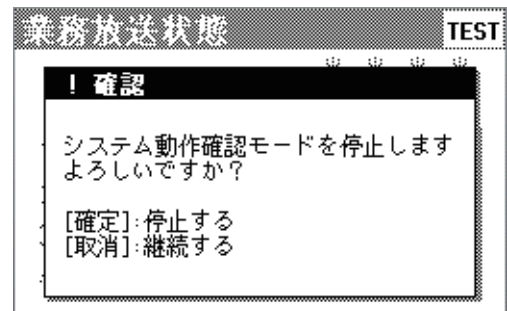 業務放送状態
TEST
! 確認
システム動作確認モードを停止します
よろしいですか？
[確定]:停止する
[取消]:継続する